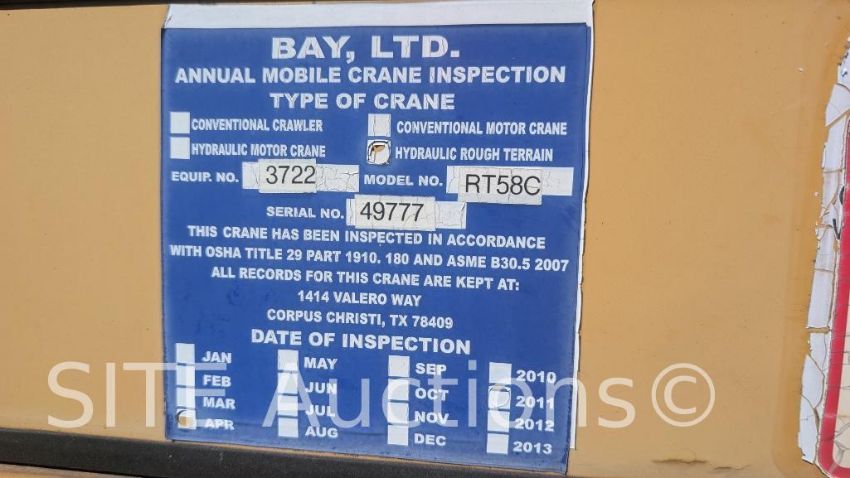 BAY, LTD.
ANNUAL MOBILE CRANE INSPECTION
TYPE OF CRANE
CONVENTIONAL CRAWLER CONVENTIONAL MOTOR CRANE
HYDRAULIC MOTOR CRANE HYDRAULIC ROUGH TERRAIN
EQUIP. NO. 3722 MODEL NO. RT58C
SERIAL NO. 49777
THIS CRANE HAS BEEN INSPECTED IN ACCORDANCE
WITH OSHA TITLE 29 PART 1910. 180 AND ASME B30.5 2007
ALL RECORDS FOR THIS CRANE ARE KEPT AT:
1414 VALERO WAY
CORPUS CHRISTI, TX 78409
DATE OF INSPECTION
JAN MAY SEP 2010
FEB JUN OCT 2011
MAR JUL NOV 2012
APR AUG DEC 2013
SITE Auctions©